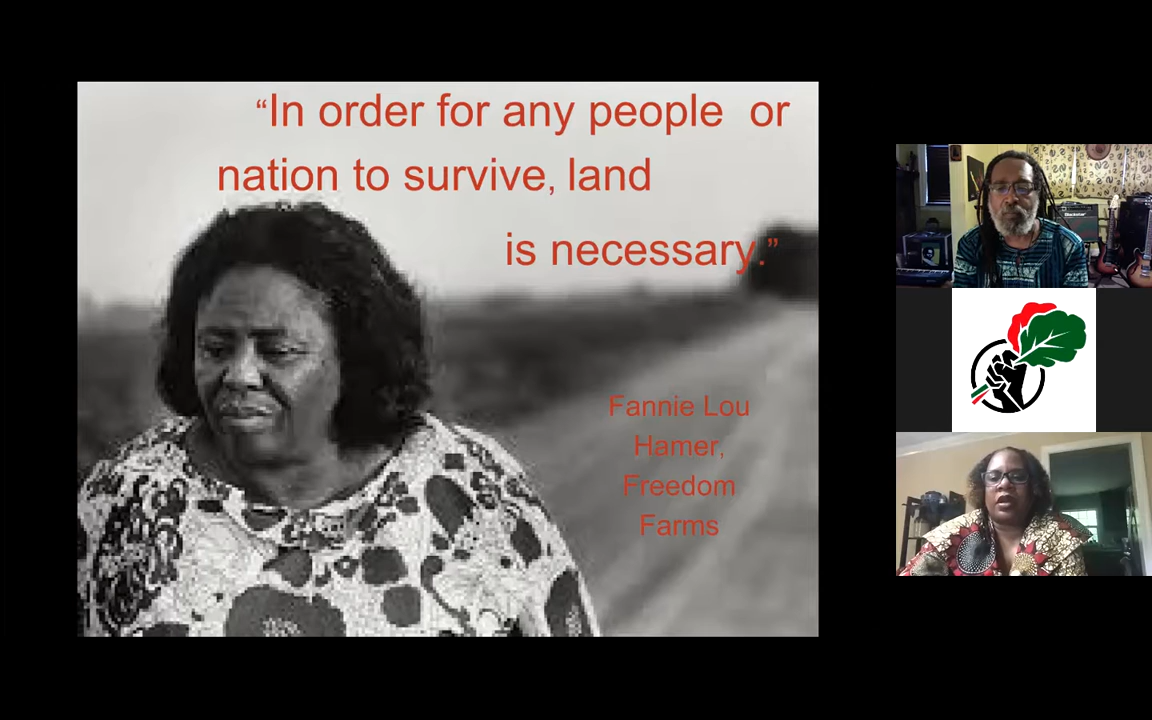 “In order for any people or
nation to survive, land
is necessary.”
Fannie Lou
Hamer,
Freedom
Farms